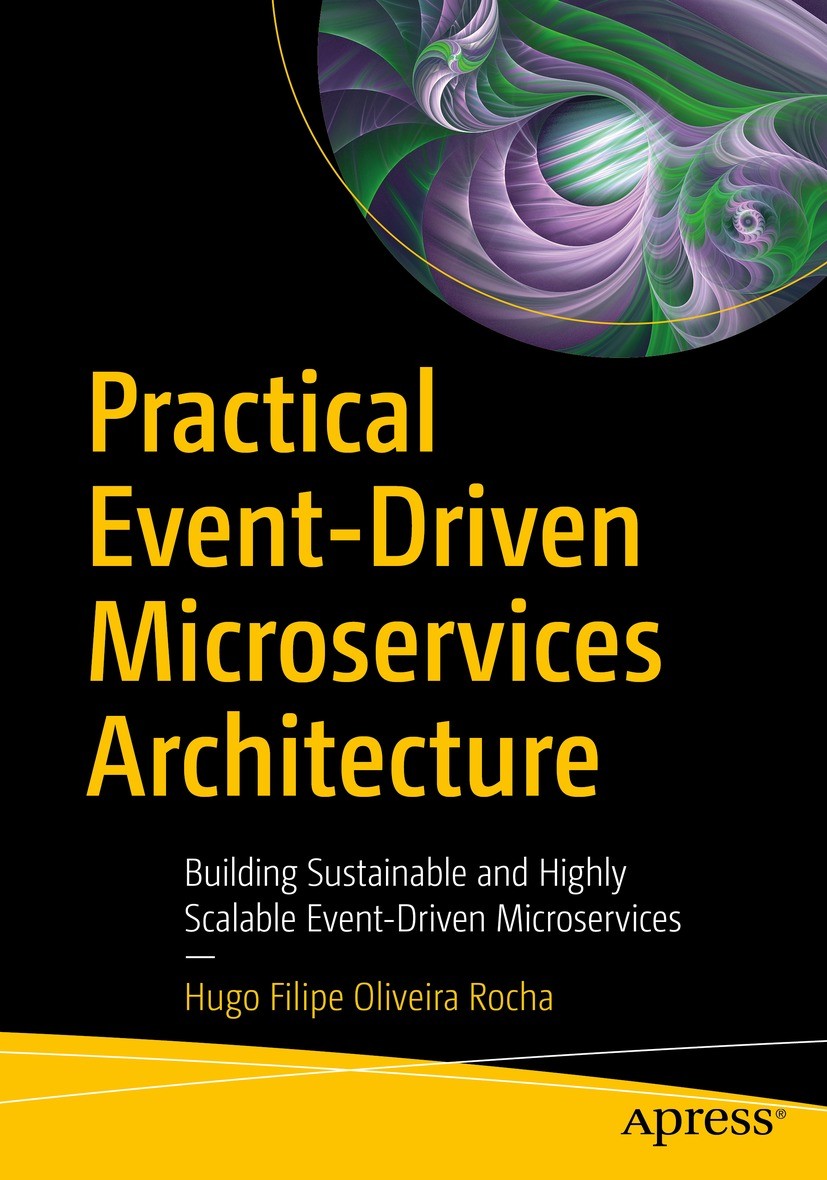 Practical
Event-Driven
Microservices
Architecture
Building Sustainable and Highly
Scalable Event-Driven Microservices
—
Hugo Filipe Oliveira Rocha
Apress®